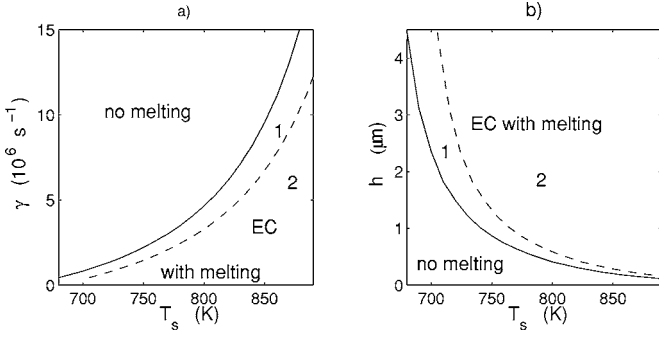 a)
15
10
5
0
γ (10⁶ s⁻¹)
no melting
1
2
EC
with melting
700 750 800 850
Tₛ (K)
b)
4
3
2
1
0
h (μm)
EC with melting
1
2
no melting
700 750 800 850
Tₛ (K)